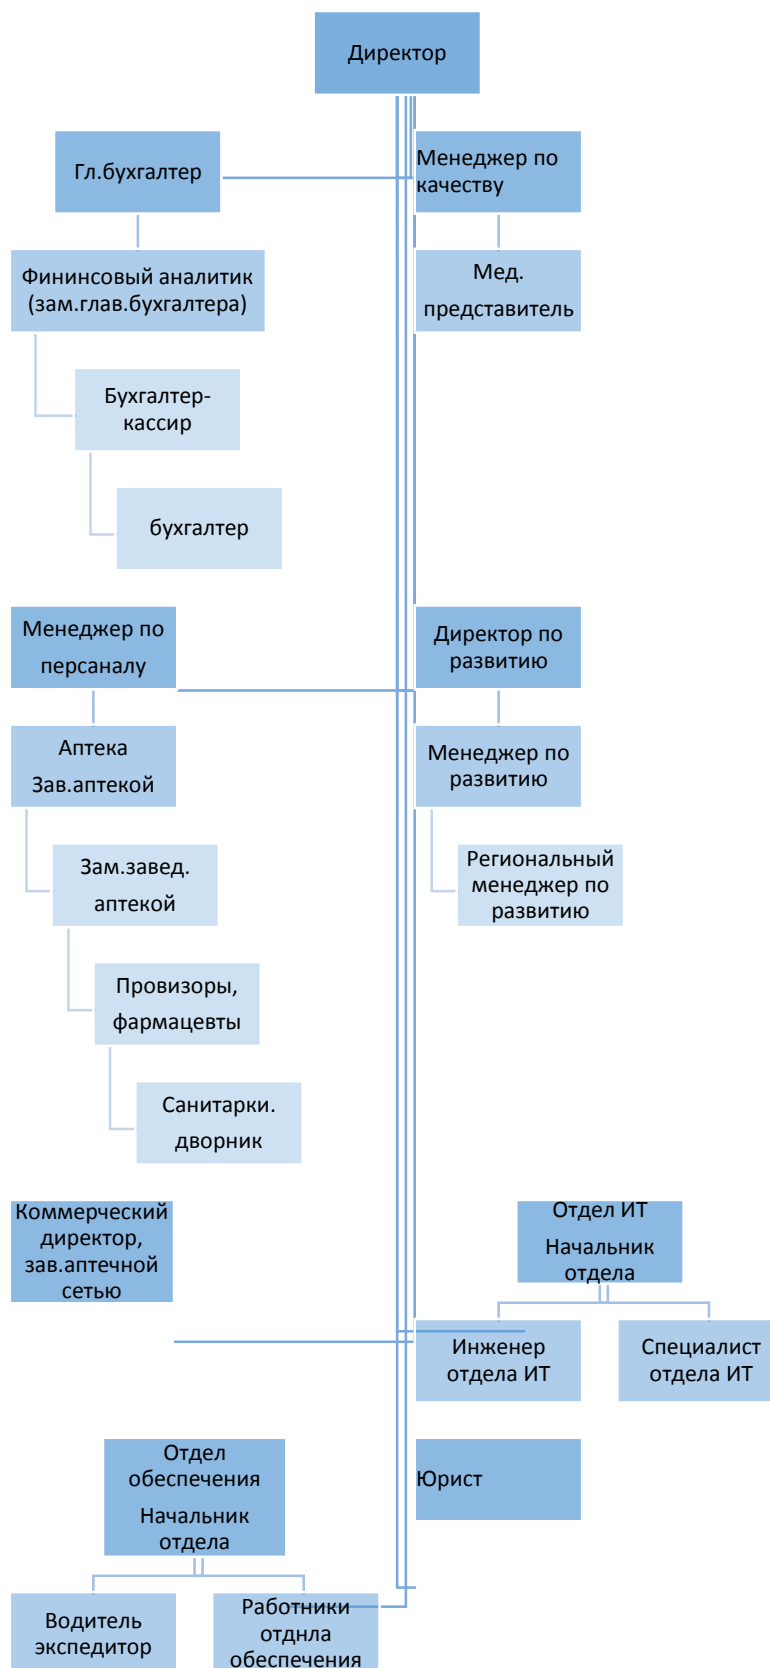 Директор
Гл.бухгалтер
Менеджер по
качеству
Фининсовый аналитик
(зам.глав.бухгалтера)
Мед.
представитель
Бухгалтер-
кассир
бухгалтер
Менеджер по
персаналу
Директор по
развитию
Аптека
Зав.аптекой
Менеджер по
развитию
Зам.завед.
аптекой
Региональный
менеджер по
развитию
Провизоры,
фармацевты
Санитарки.
дворник
Коммерческий
директор,
зав.аптечной
сетью
Отдел ИТ
Начальник
отдела
Инженер
отдела ИТ
Специалист
отдела ИТ
Отдел
обеспечения
Начальник
отдела
Юрист
Водитель
экспедитор
Работники
отднла
обеспечения